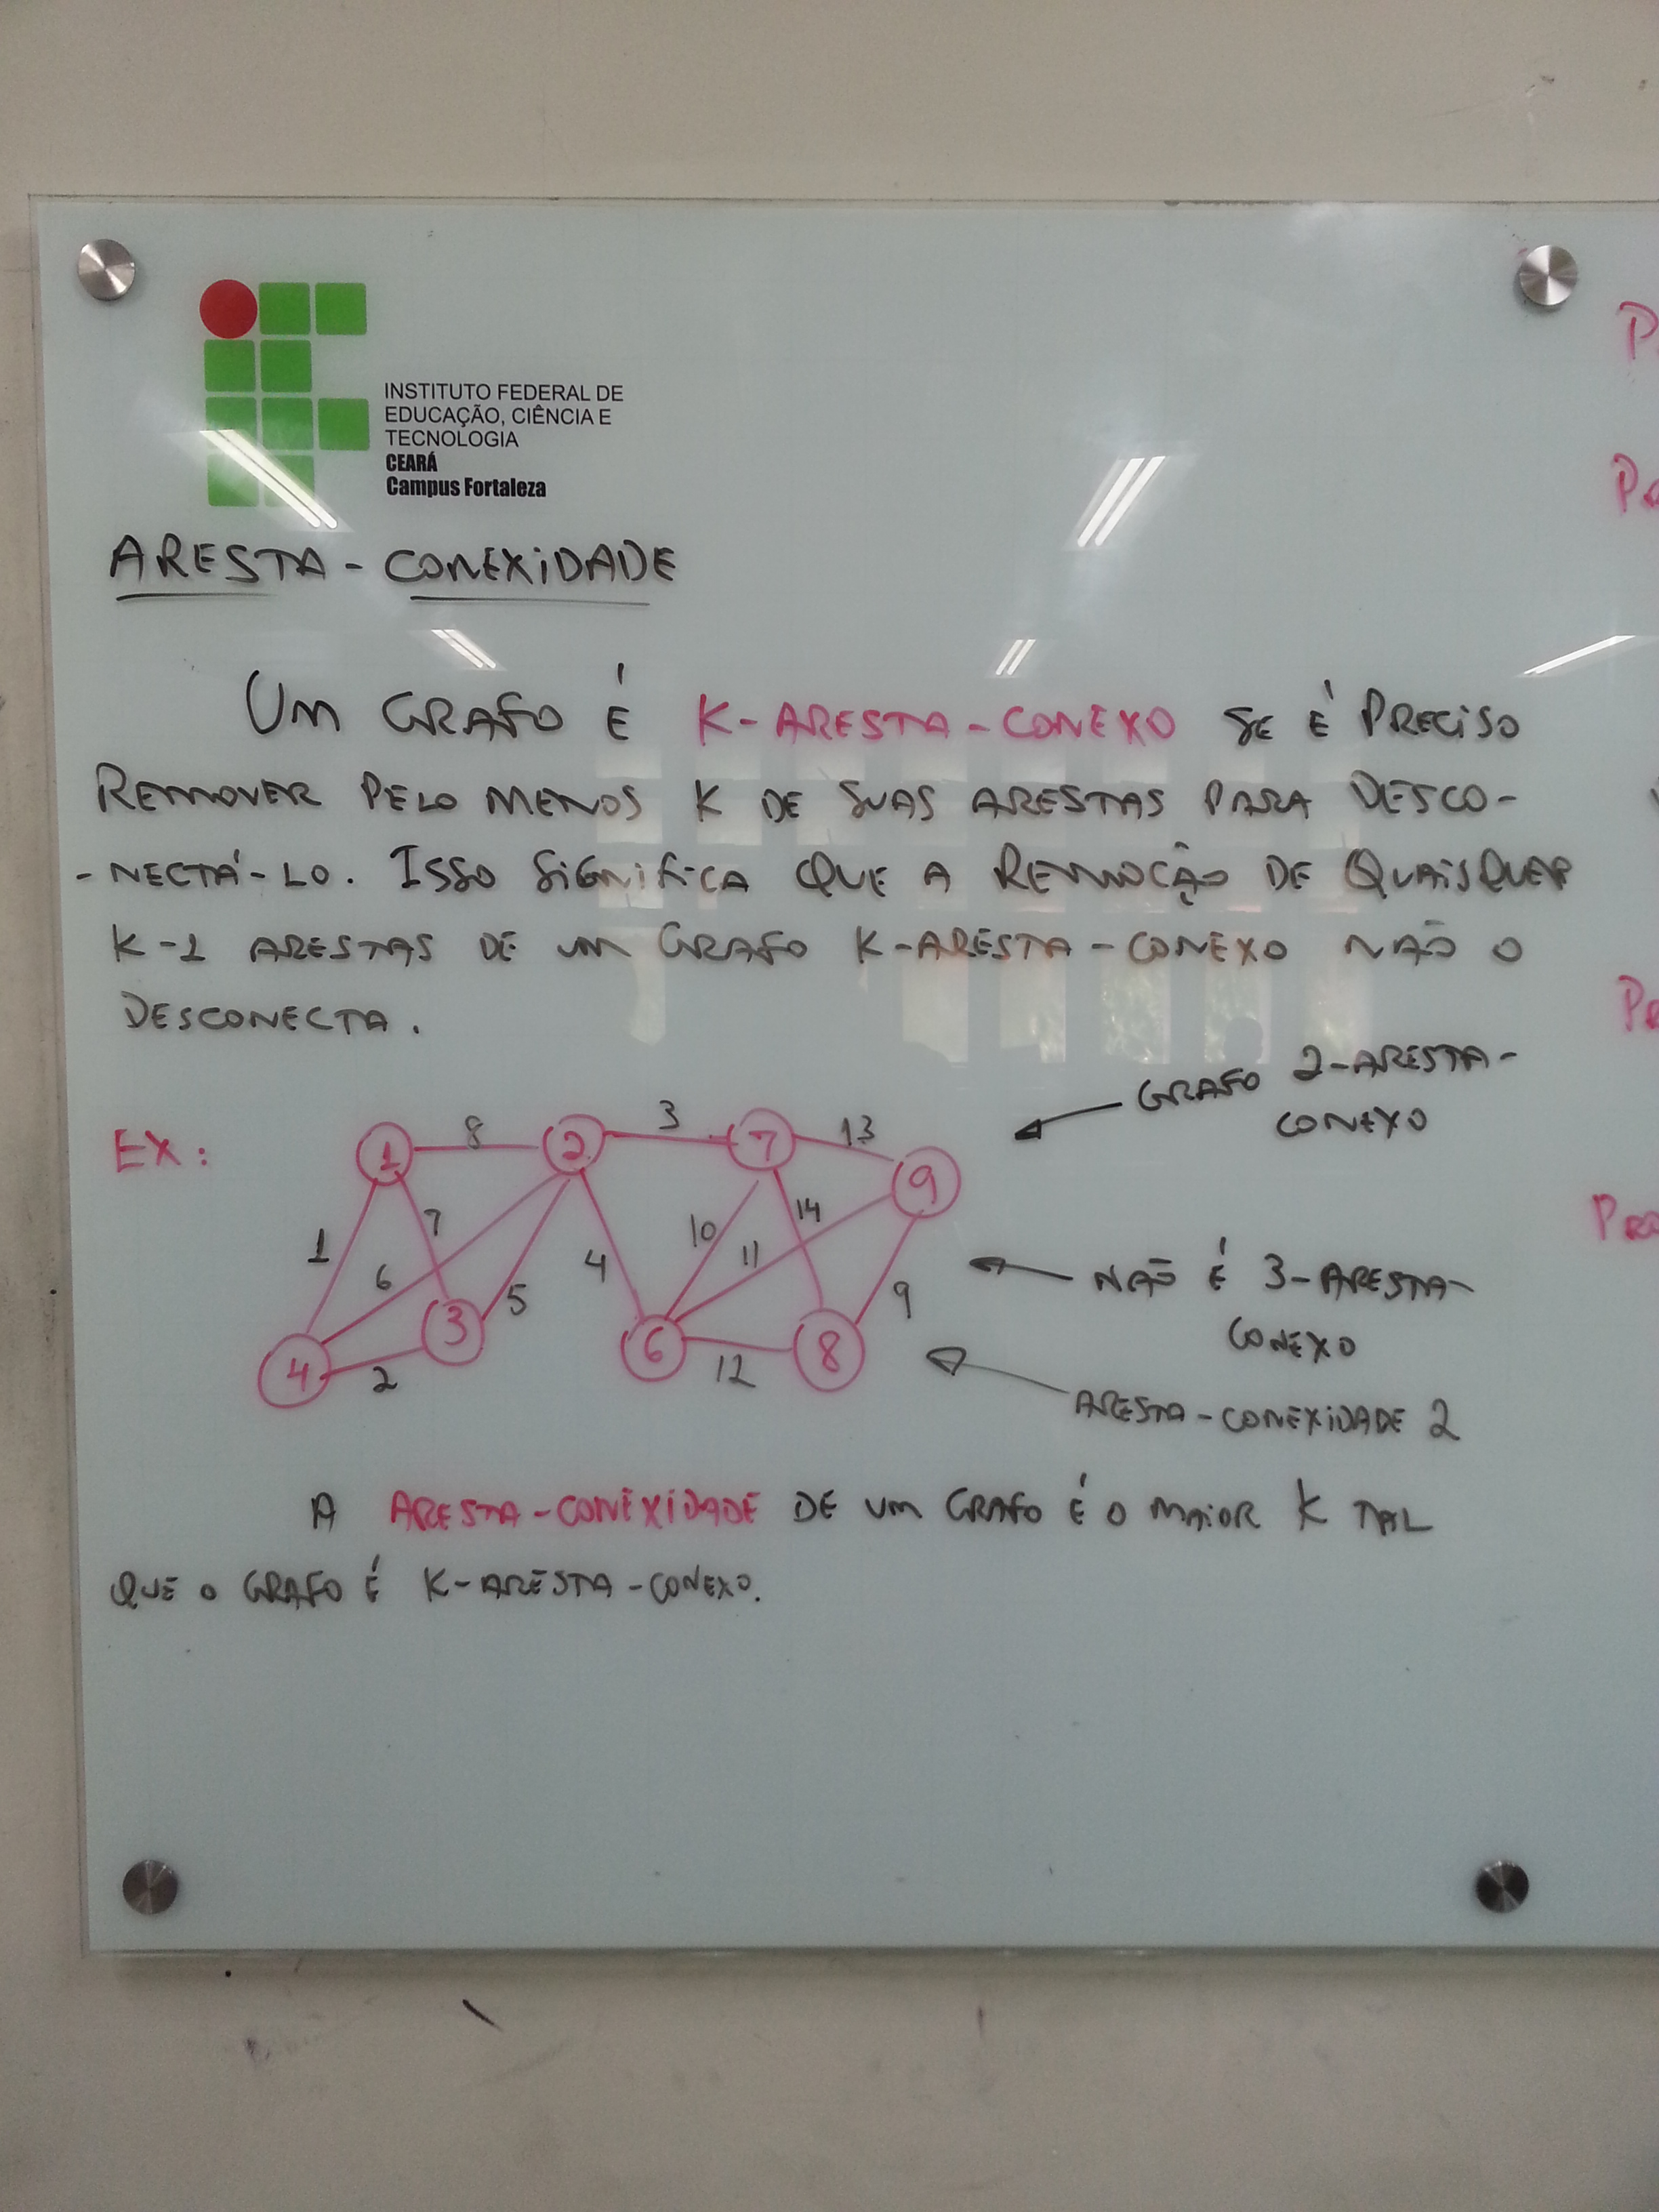 INSTITUTO FEDERAL DE
EDUCAÇÃO, CIÊNCIA E
TECNOLOGIA
CEARÁ
Campus Fortaleza
ARESTA-CONEXIDADE
UM GRAFO É K-ARESTA-CONEXO SE É PRECISO
REMOVER PELO MENOS K DE SUAS ARESTAS PARA DESCO-
-NECTÁ-LO. ISSO SIGNIFICA QUE A REMOÇÃO DE QUAISQUER
K-1 ARESTAS DE UM GRAFO K-ARESTA-CONEXO NÃO O
DESCONECTA.
GRAFO 2-ARESTA-
CONEXO
EX:
1 8 2 3 7 13 9
1 7 6 5 4 10 11 14 9
4 2 3 6 12 8
NÃO É 3-ARESTA-
CONEXO
ARESTA-CONEXIDADE 2
A ARESTA-CONEXIDADE DE UM GRAFO É O MAIOR K TAL
QUE O GRAFO É K-ARESTA-CONEXO.